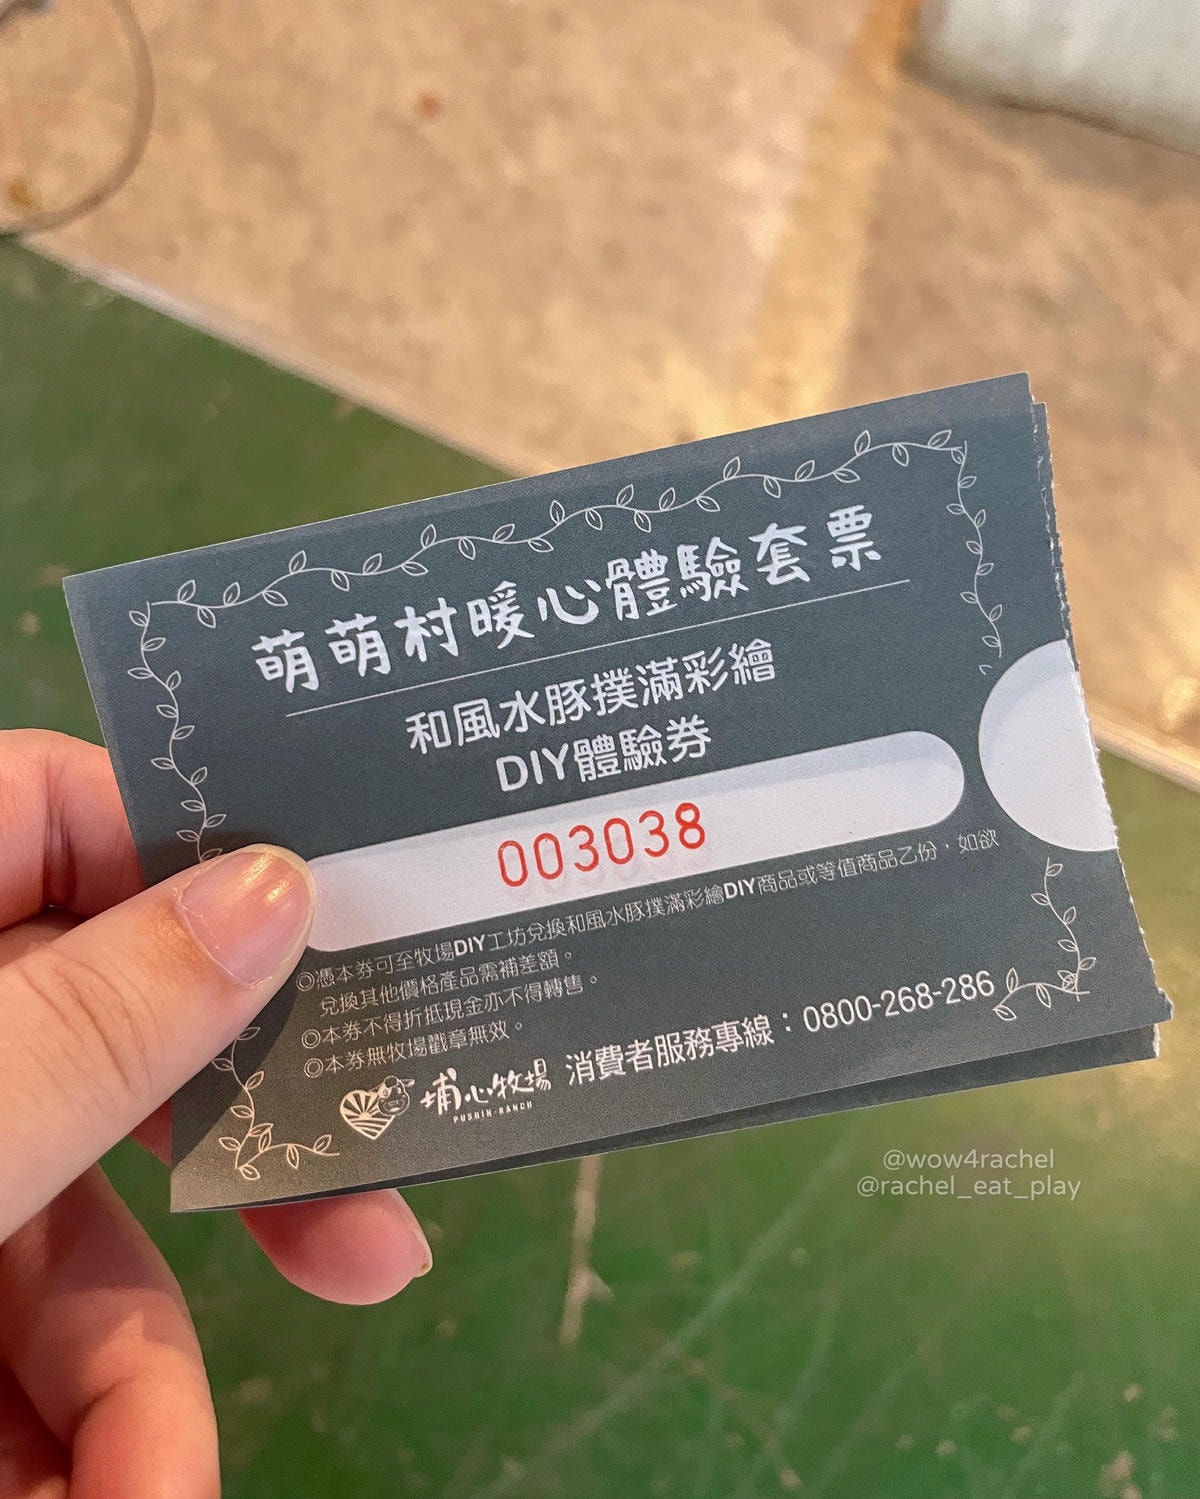 萌萌村暖心體驗套票
和風水豚撲滿彩繪
DIY體驗券
003038
◎憑本券可至牧場DIY工坊兌換和風水豚撲滿彩繪DIY商品或等值商品乙份，如欲
兌換其他價格產品需補差額。
◎本券不得折抵現金亦不得轉售。
◎本券無牧場戳章無效。
埔心牧場 消費者服務專線：0800-268-286
PUSHIN-RANCH
@wow4rachel
@rachel_eat_play